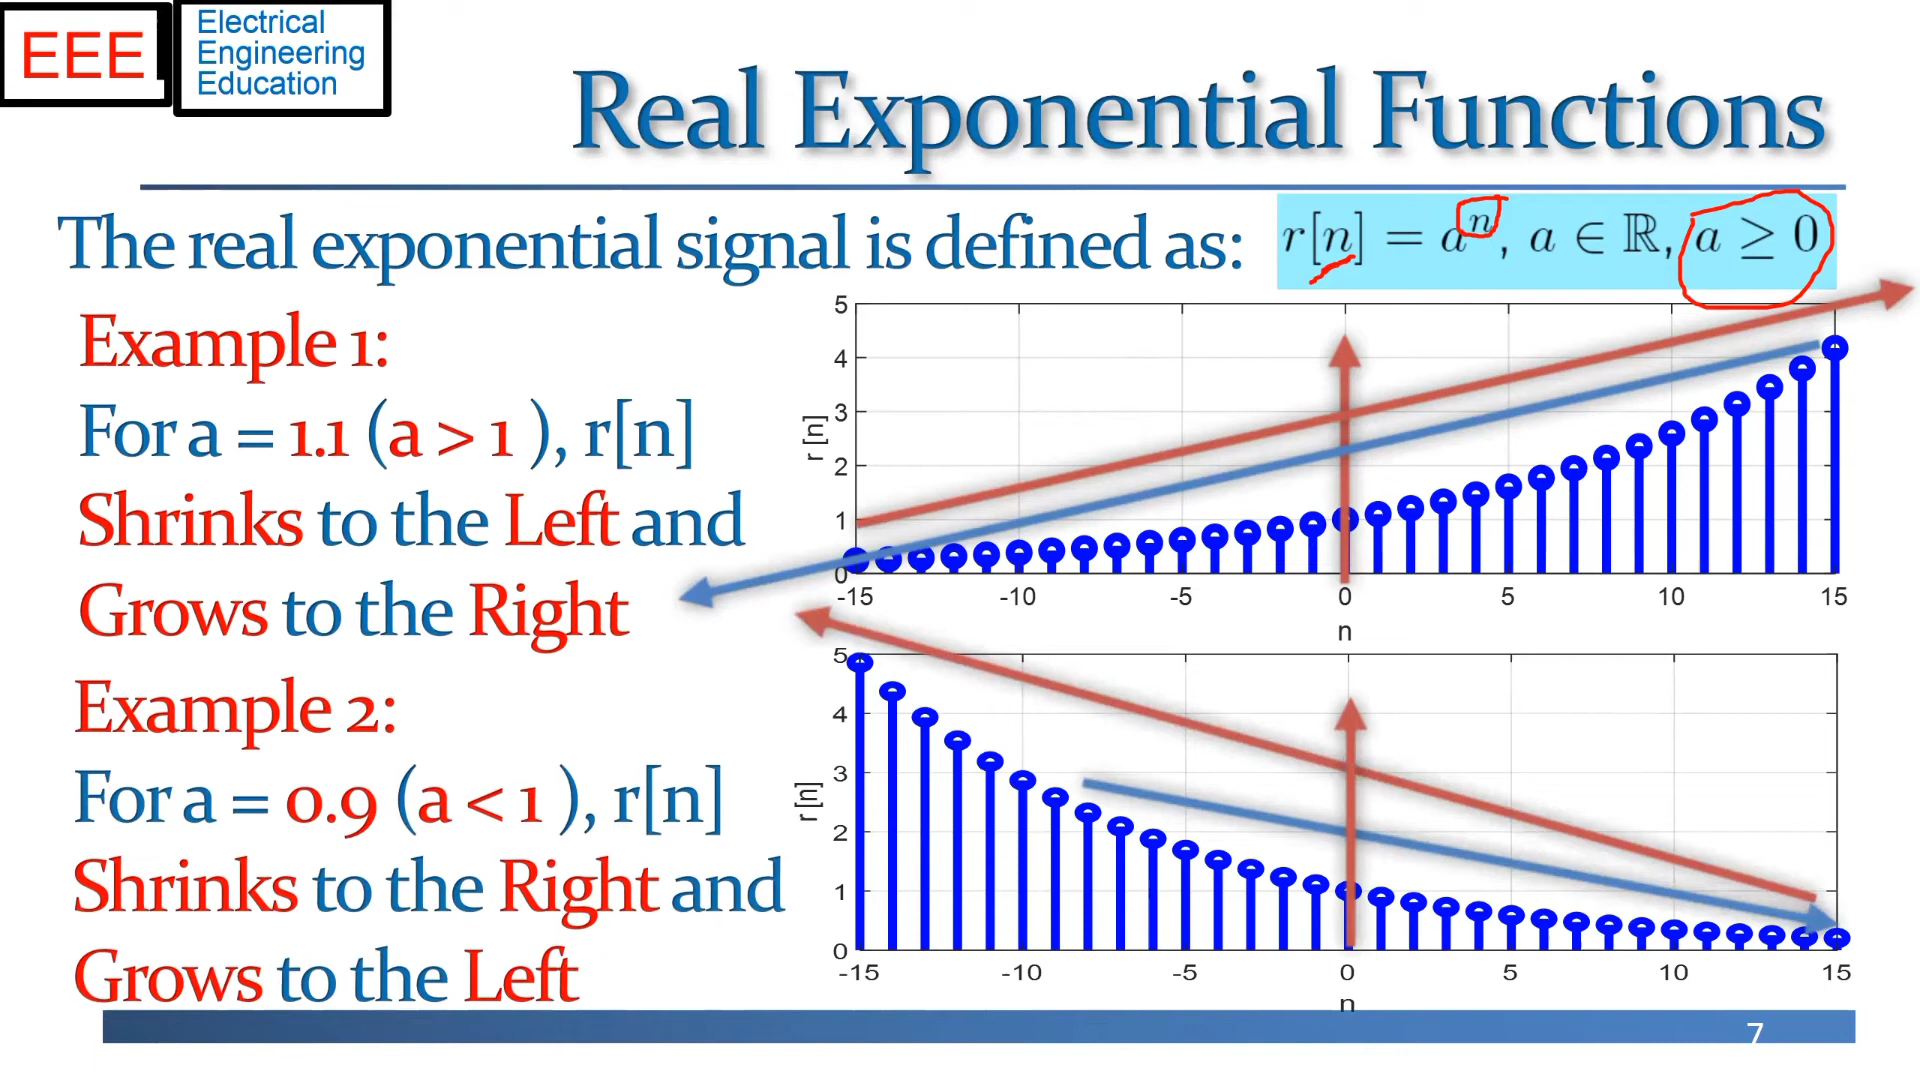 EEE
Electrical
Engineering
Education
Real Exponential Functions
The real exponential signal is defined as: r[n] = aⁿ, a ∈ ℝ, a ≥ 0
Example 1:
For a = 1.1 (a > 1 ), r[n]
Shrinks to the Left and
Grows to the Right
Example 2:
For a = 0.9 (a < 1 ), r[n]
Shrinks to the Right and
Grows to the Left
5
4
3
2
1
0
r [n]
-15 -10 -5 0 5 10 15
n
5
4
3
2
1
0
r [n]
-15 -10 -5 0 5 10 15
n
7